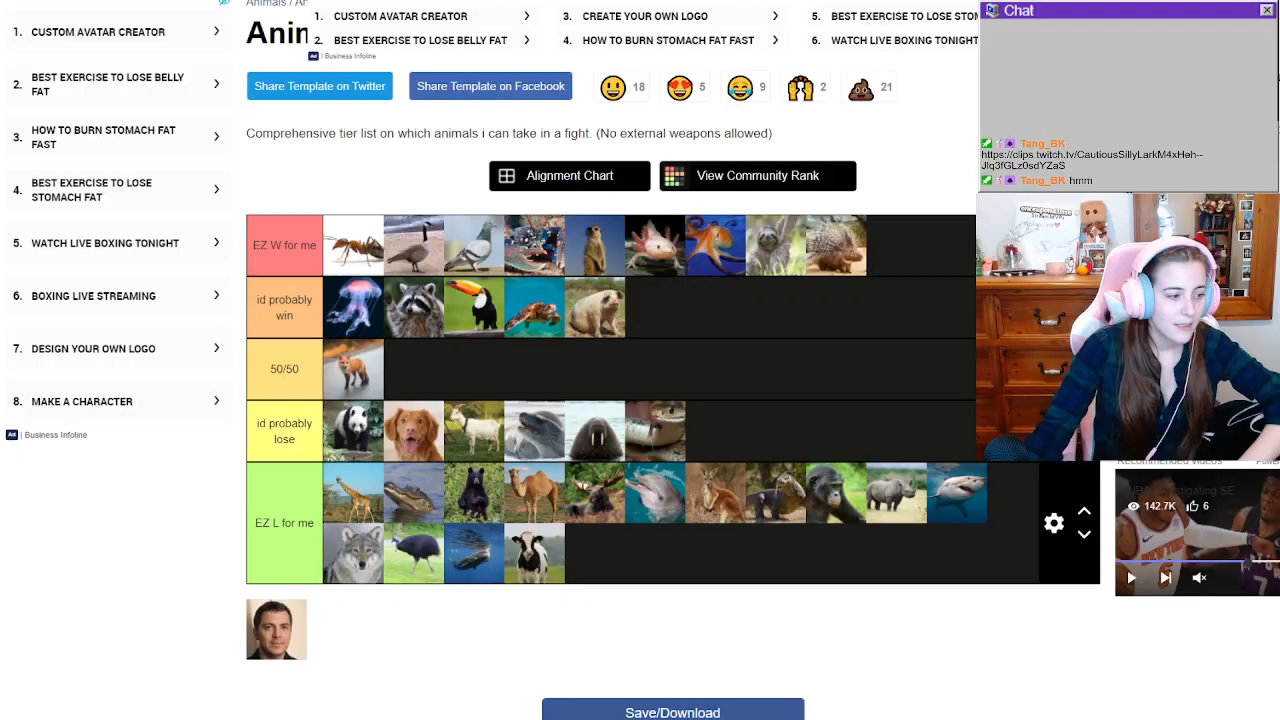 Animals / An
Anim
1. CUSTOM AVATAR CREATOR
2. BEST EXERCISE TO LOSE BELLY FAT
3. HOW TO BURN STOMACH FAT FAST
4. BEST EXERCISE TO LOSE STOMACH FAT
5. WATCH LIVE BOXING TONIGHT
6. BOXING LIVE STREAMING
7. DESIGN YOUR OWN LOGO
8. MAKE A CHARACTER
Ad | Business Infoline
1. CUSTOM AVATAR CREATOR
3. CREATE YOUR OWN LOGO
5. BEST EXERCISE TO LOSE STOM
2. BEST EXERCISE TO LOSE BELLY FAT
4. HOW TO BURN STOMACH FAT FAST
6. WATCH LIVE BOXING TONIGHT
Ad | Business Infoline
Share Template on Twitter
Share Template on Facebook
18
5
9
2
21
Comprehensive tier list on which animals i can take in a fight. (No external weapons allowed)
Alignment Chart
View Community Rank
EZ W for me
id probably
win
50/50
id probably
lose
EZ L for me
Save/Download
Chat
Tang_BK
https://clips.twitch.tv/CautiousSillyLarkM4xHeh--
Jlq3fGLz0sdYZaS
Tang_BK hmm
Recommended videos
Power
142.7K
6